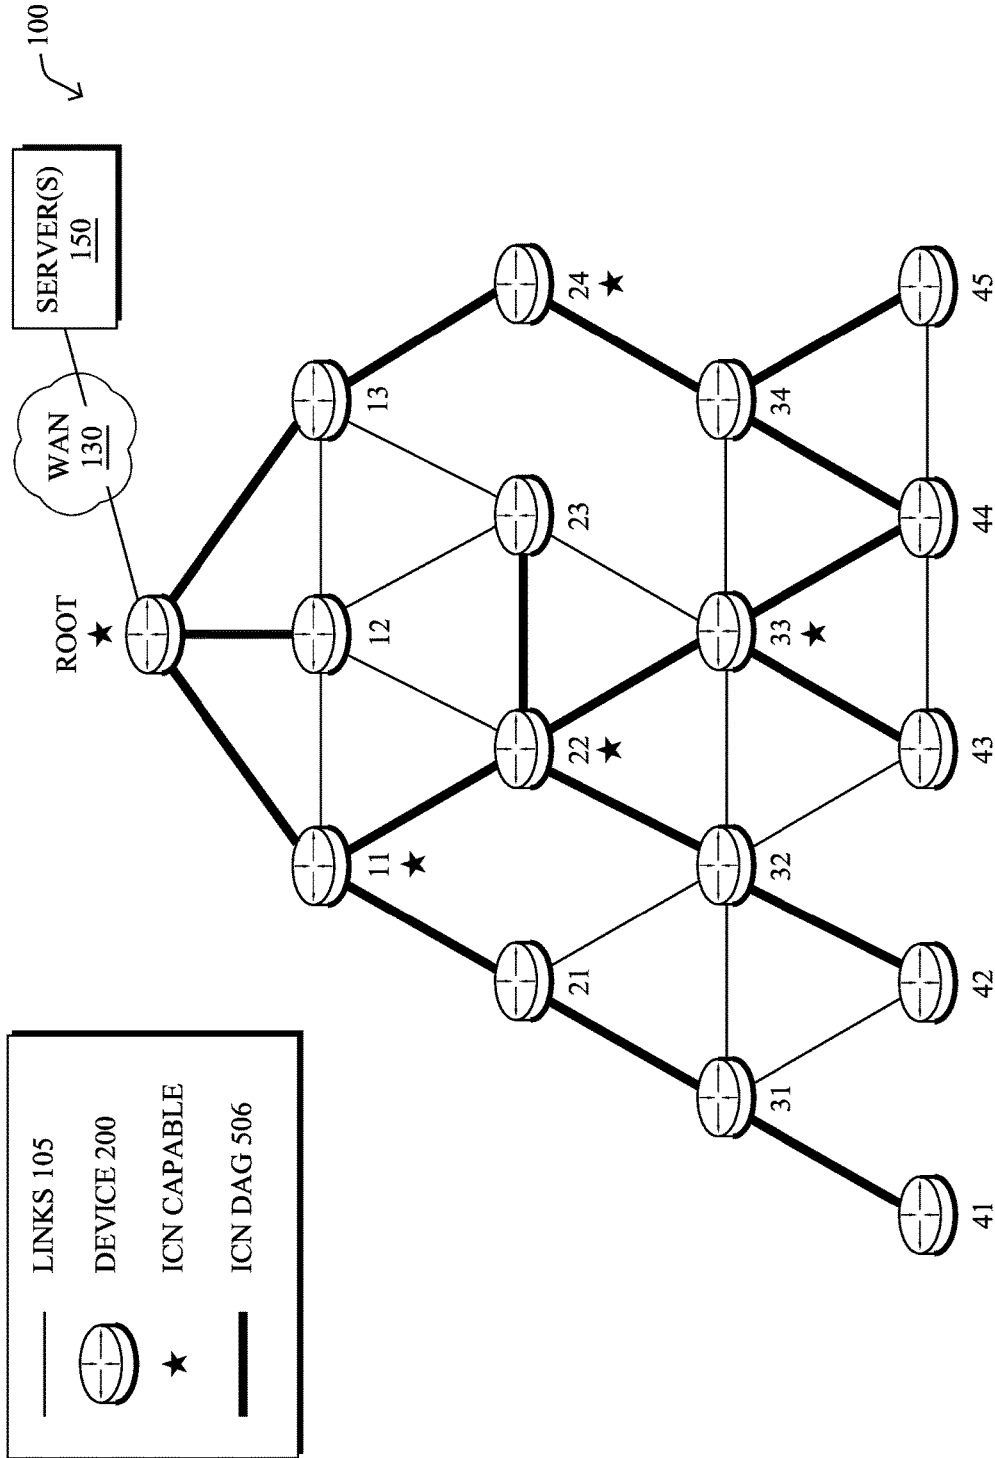 100
SERVER(S)
150
WAN
130
ROOT
11
12
13
21
22
23
24
31
32
33
34
41
42
43
44
45
LINKS 105
DEVICE 200
ICN CAPABLE
ICN DAG 506